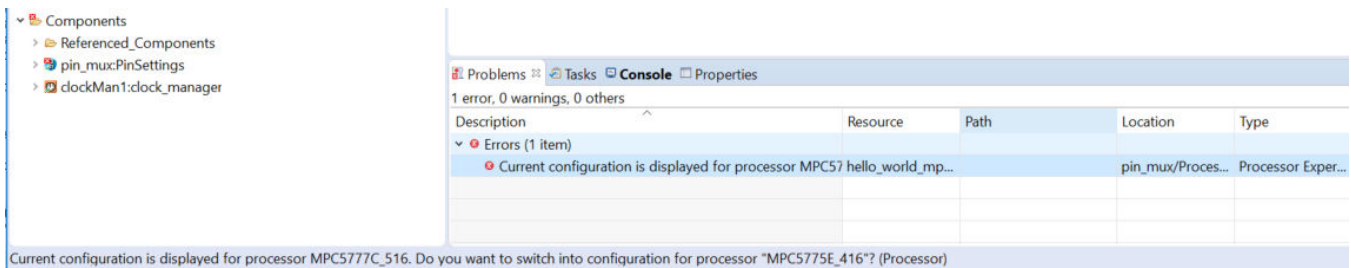 Components
Referenced_Components
pin_mux:PinSettings
clockMan1:clock_manager
Problems Tasks Console Properties
1 error, 0 warnings, 0 others
Description Resource Path Location Type
Errors (1 item)
Current configuration is displayed for processor MPC57 hello_world_mp... pin_mux/Proces... Processor Exper...
Current configuration is displayed for processor MPC5777C_516. Do you want to switch into configuration for processor "MPC5775E_416"? (Processor)